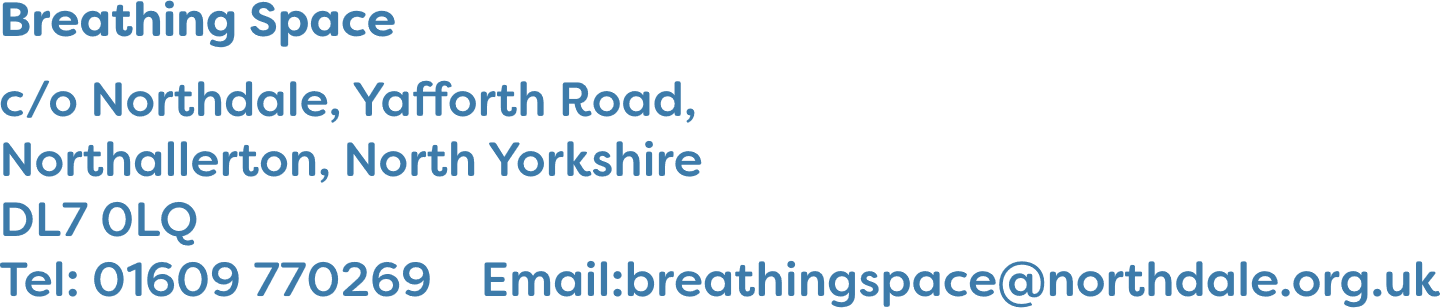 Breathing Space
c/o Northdale, Yafforth Road,
Northallerton, North Yorkshire
DL7 0LQ
Tel: 01609 770269 Email:breathingspace@northdale.org.uk